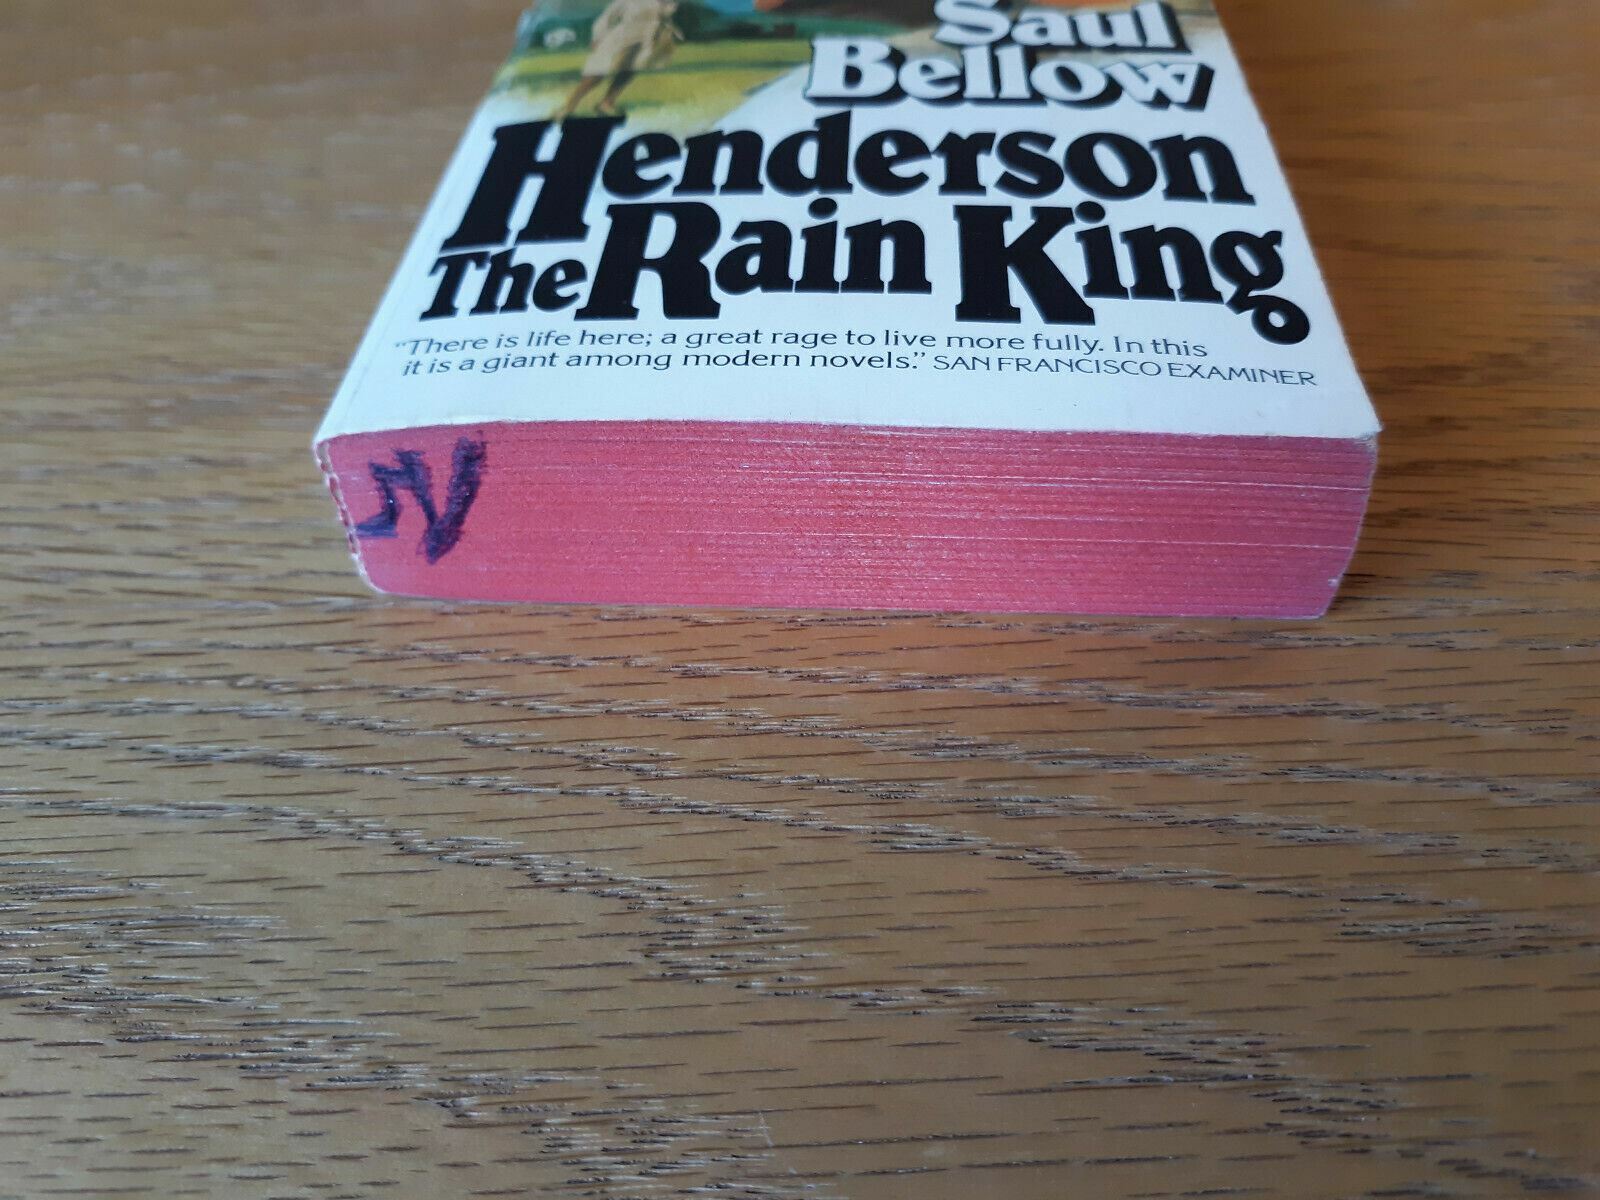 Saul
Bellow
Henderson
The Rain King
"There is life here; a great rage to live more fully. In this
it is a giant among modern novels." SAN FRANCISCO EXAMINER